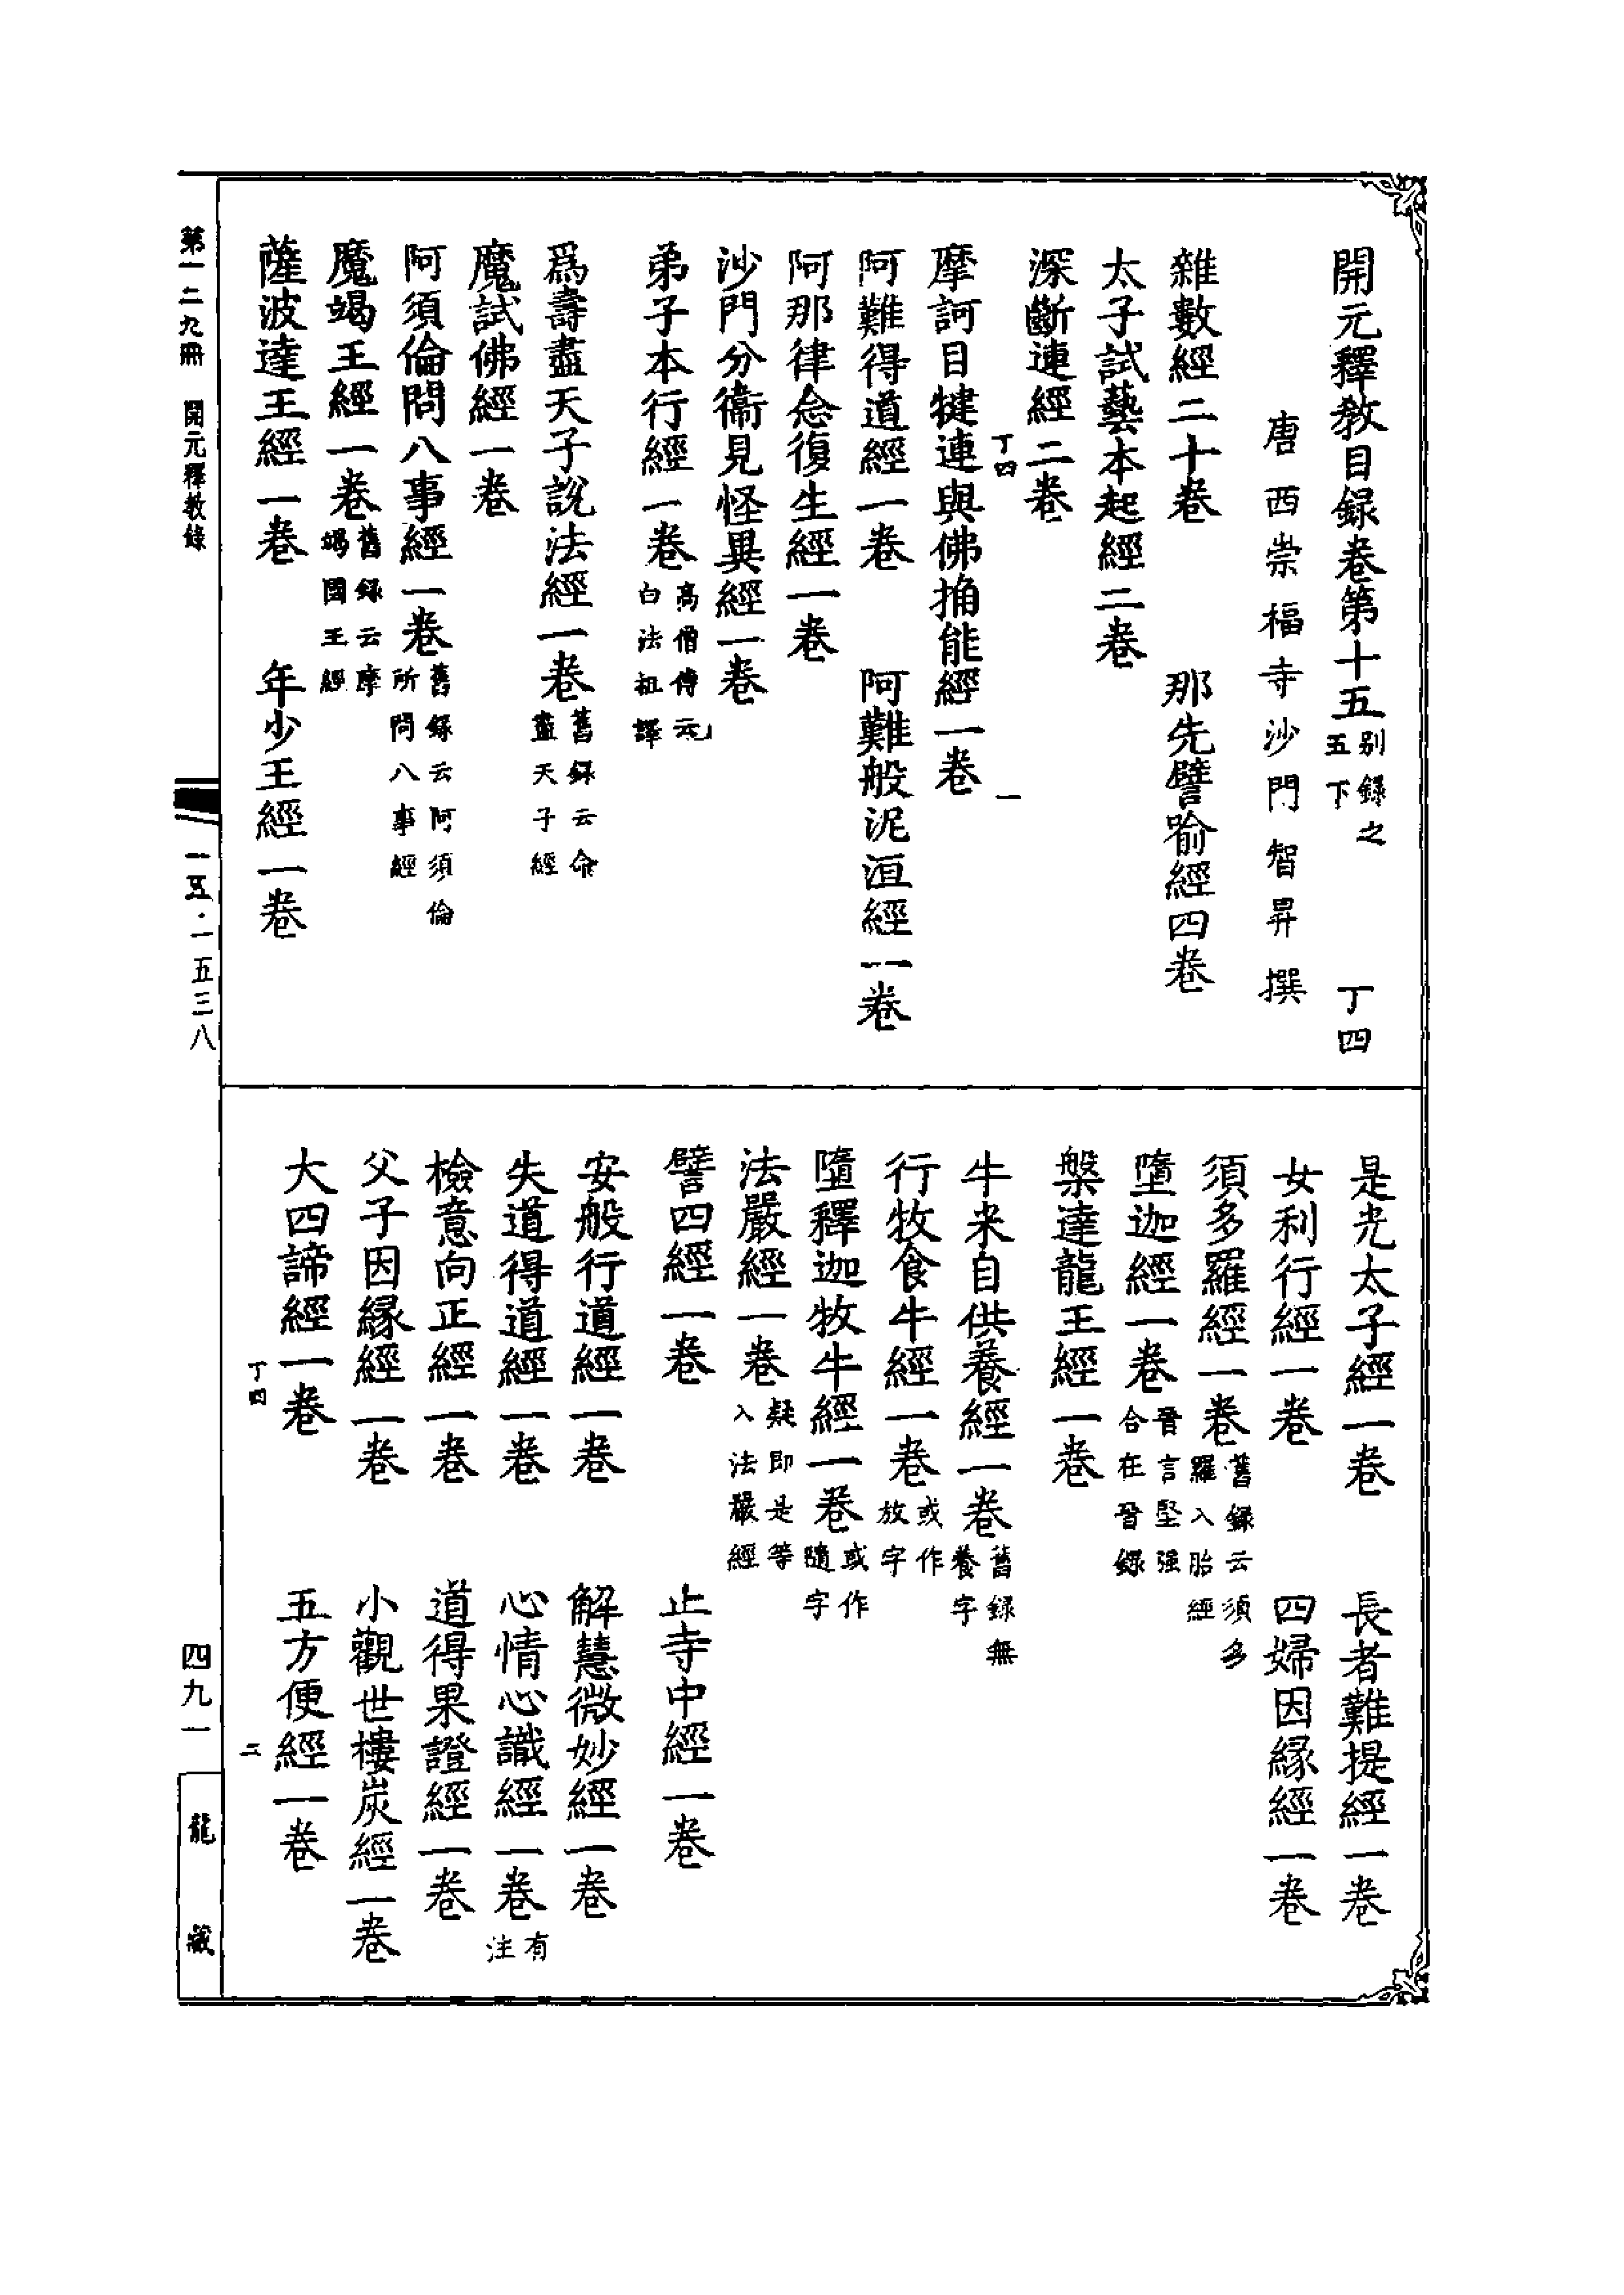 開元釋教目録卷第十五別録之五下　丁四
唐西崇福寺沙門智昇撰
雜數經二十卷　那先譬喻經四卷
太子試藝本起經二卷
深斷連經二卷
丁四　一
摩訶目犍連與佛捔能經一卷
阿難得道經一卷　阿難般泥洹經一卷
阿那律念復生經一卷
沙門分衞見怪異經一卷
弟子本行經一卷高僧傳云白法祖譯
爲壽盡天子說法經一卷舊録云命盡天子經
魔試佛經一卷
阿須倫問八事經一卷舊録云阿須倫所問八事經
魔竭王經一卷舊録云摩竭國王經
薩波達王經一卷　年少王經一卷
是光太子經一卷　長者難提經一卷
女利行經一卷　四婦因縁經一卷
須多羅經一卷舊録云須多羅入胎經
墮迦經一卷晉言堅强合在晉録
槃達龍王經一卷
牛米自供養經一卷舊録無養字
行牧食牛經一卷或作放字
墮釋迦牧牛經一卷或作隨字
法嚴經一卷疑即是等入法嚴經
譬四經一卷　止寺中經一卷
安般行道經一卷　解慧微妙經一卷
失道得道經一卷　心情心識經一卷有注
檢意向正經一卷　道得果證經一卷
父子因縁經一卷　小觀世樓炭經一卷
大四諦經一卷　五方便經一卷
丁四　二
第一二九冊　開元釋教錄　一五·一五三八　四九一　龍藏